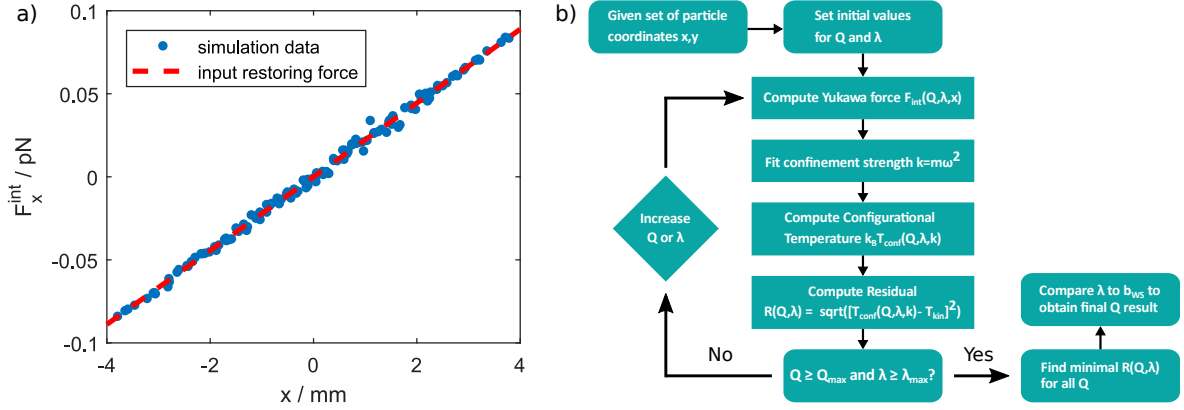 a)
0.1
0.05
0
-0.05
-0.1
F_x^int / pN
simulation data
input restoring force
-4
-2
0
2
4
x / mm
b)
Given set of particle
coordinates x,y
Set initial values
for Q and λ
Compute Yukawa force F_int(Q,λ,x)
Fit confinement strength k=mω²
Increase
Q or λ
Compute Configurational
Temperature k_BT_conf(Q,λ,k)
Compute Residual
R(Q,λ) = sqrt([T_conf(Q,λ,k)- T_kin]²)
No
Q ≥ Q_max and λ ≥ λ_max?
Yes
Compare λ to b_WS to
obtain final Q result
Find minimal R(Q,λ)
for all Q